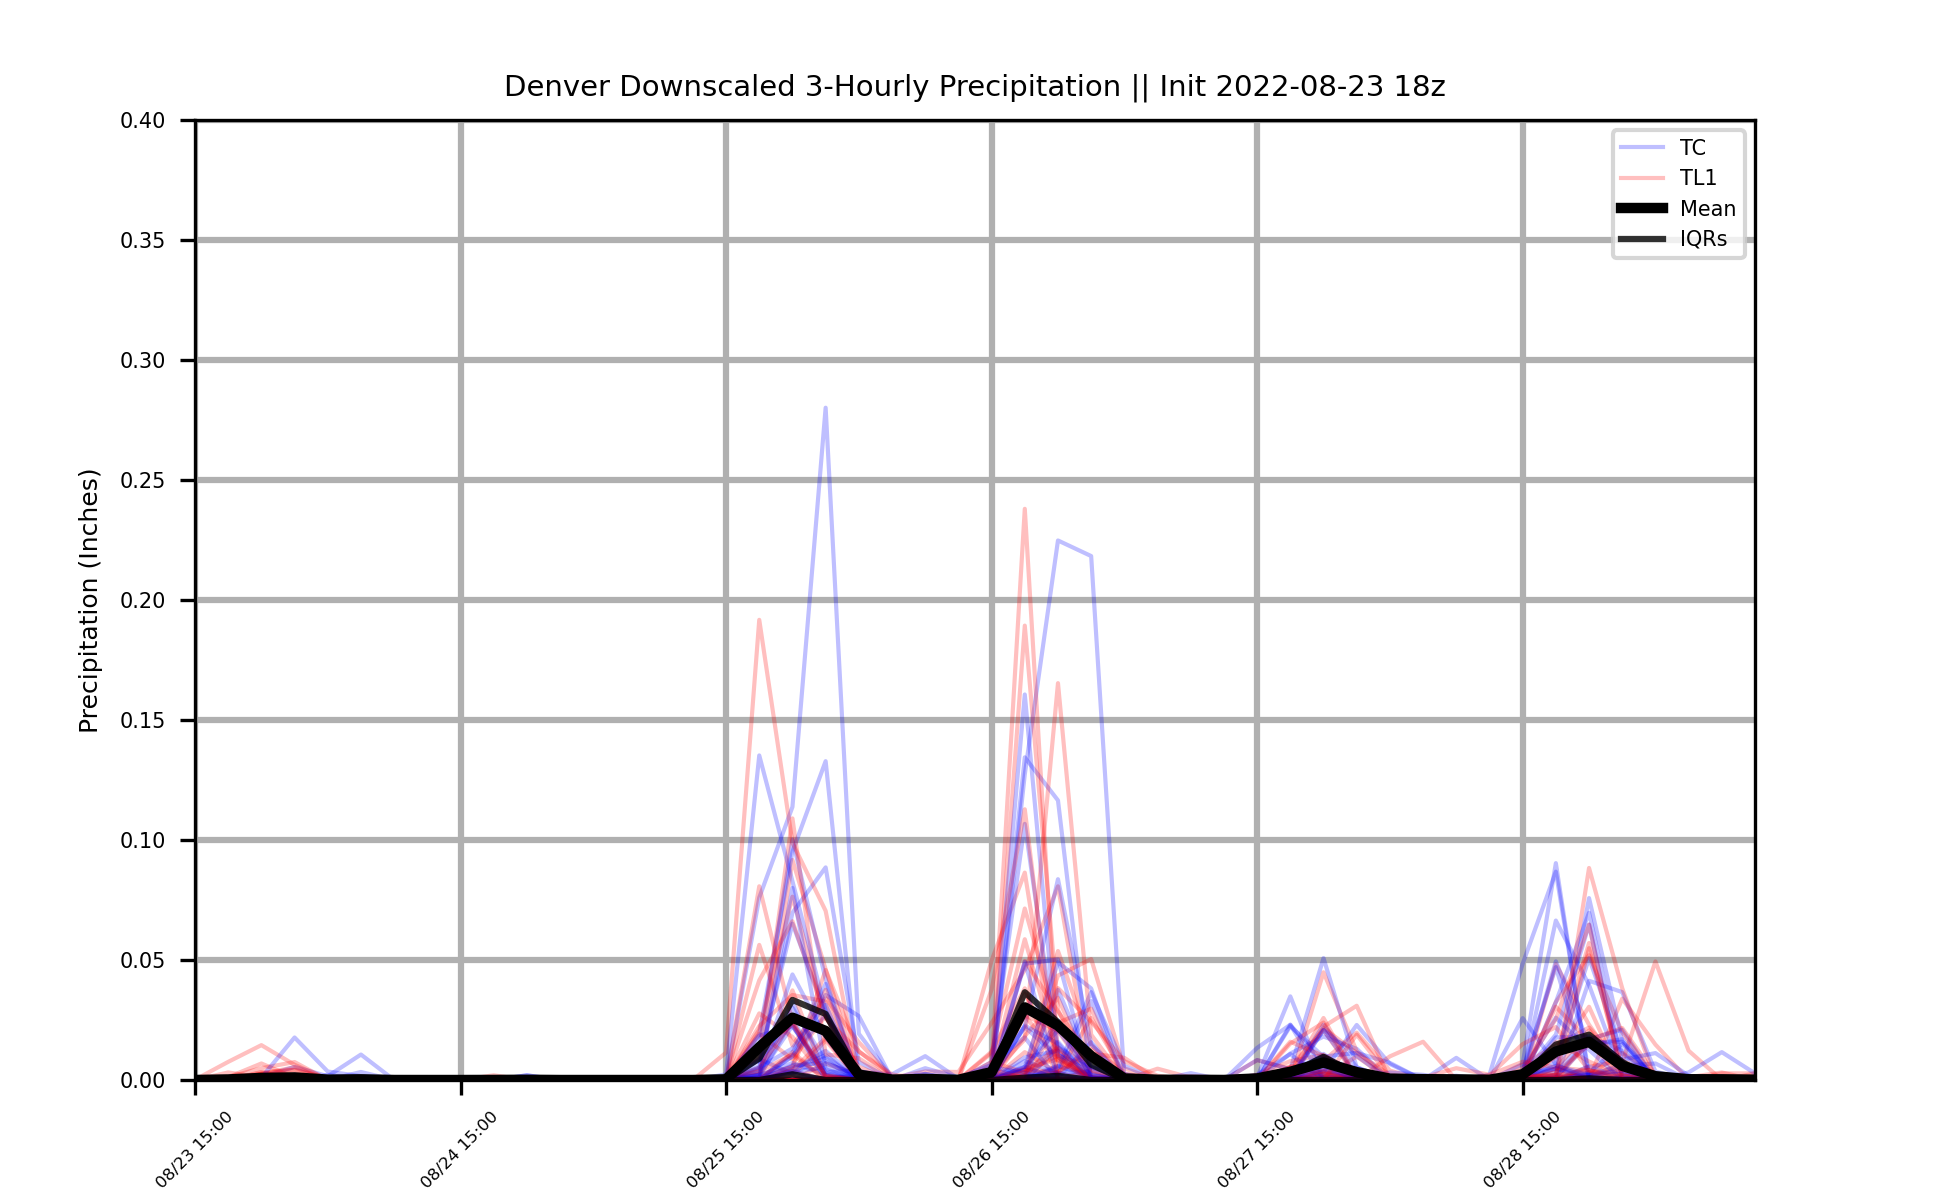 Denver Downscaled 3-Hourly Precipitation || Init 2022-08-23 18z
Precipitation (Inches)
0.40
0.35
0.30
0.25
0.20
0.15
0.10
0.05
0.00
TC
TL1
Mean
IQRs
08/23 15:00
08/24 15:00
08/25 15:00
08/26 15:00
08/27 15:00
08/28 15:00